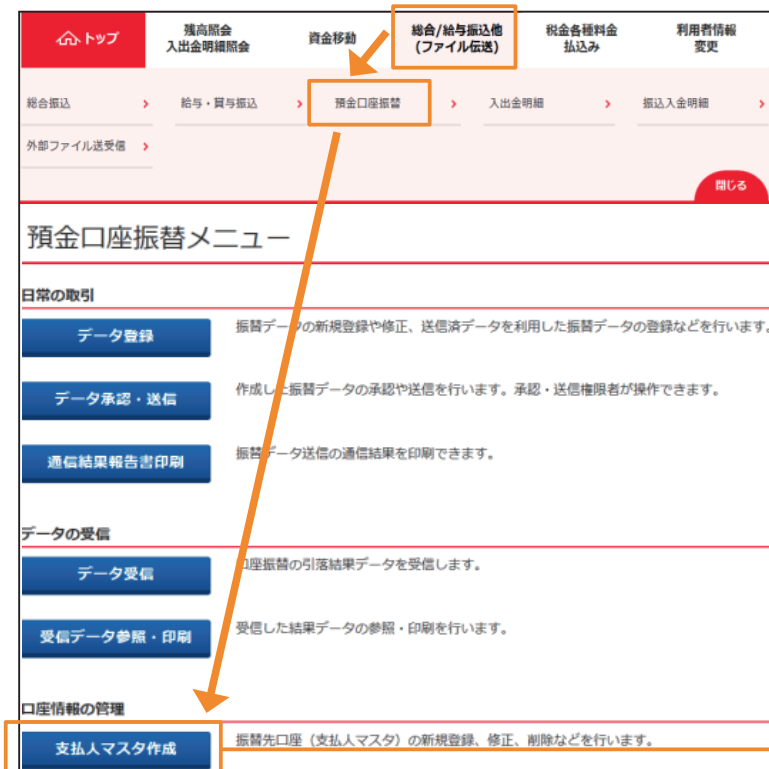 トップ
残高照会
入出金明細照会
資金移動
総合/給与振込他
(ファイル伝送)
税金各種料金
払込み
利用者情報
変更
総合振込
給与・賞与振込
預金口座振替
入出金明細
振込入金明細
外部ファイル送受信
閉じる
預金口座振替メニュー
日常の取引
データ登録
振替データの新規登録や修正、送信済データを利用した振替データの登録などを行います。
データ承認・送信
作成した振替データの承認や送信を行います。承認・送信権限者が操作できます。
通信結果報告書印刷
振替データ送信の通信結果を印刷できます。
データの受信
データ受信
口座振替の引落結果データを受信します。
受信データ参照・印刷
受信した結果データの参照・印刷を行います。
口座情報の管理
支払人マスタ作成
振替先口座（支払人マスタ）の新規登録、修正、削除などを行います。